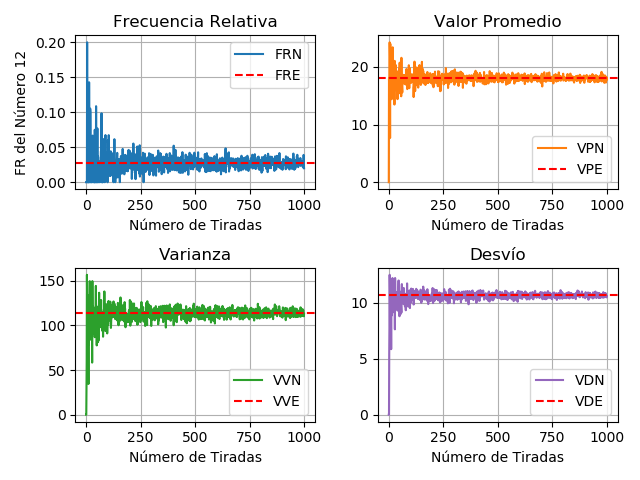 Frecuencia Relativa
FR del Número 12
0.20
0.15
0.10
0.05
0.00
FRN
FRE
0 250 500 750 1000
Número de Tiradas
Valor Promedio
20
10
0
VPN
VPE
0 250 500 750 1000
Número de Tiradas
Varianza
150
100
50
0
VVN
VVE
0 250 500 750 1000
Número de Tiradas
Desvío
10
5
0
VDN
VDE
0 250 500 750 1000
Número de Tiradas